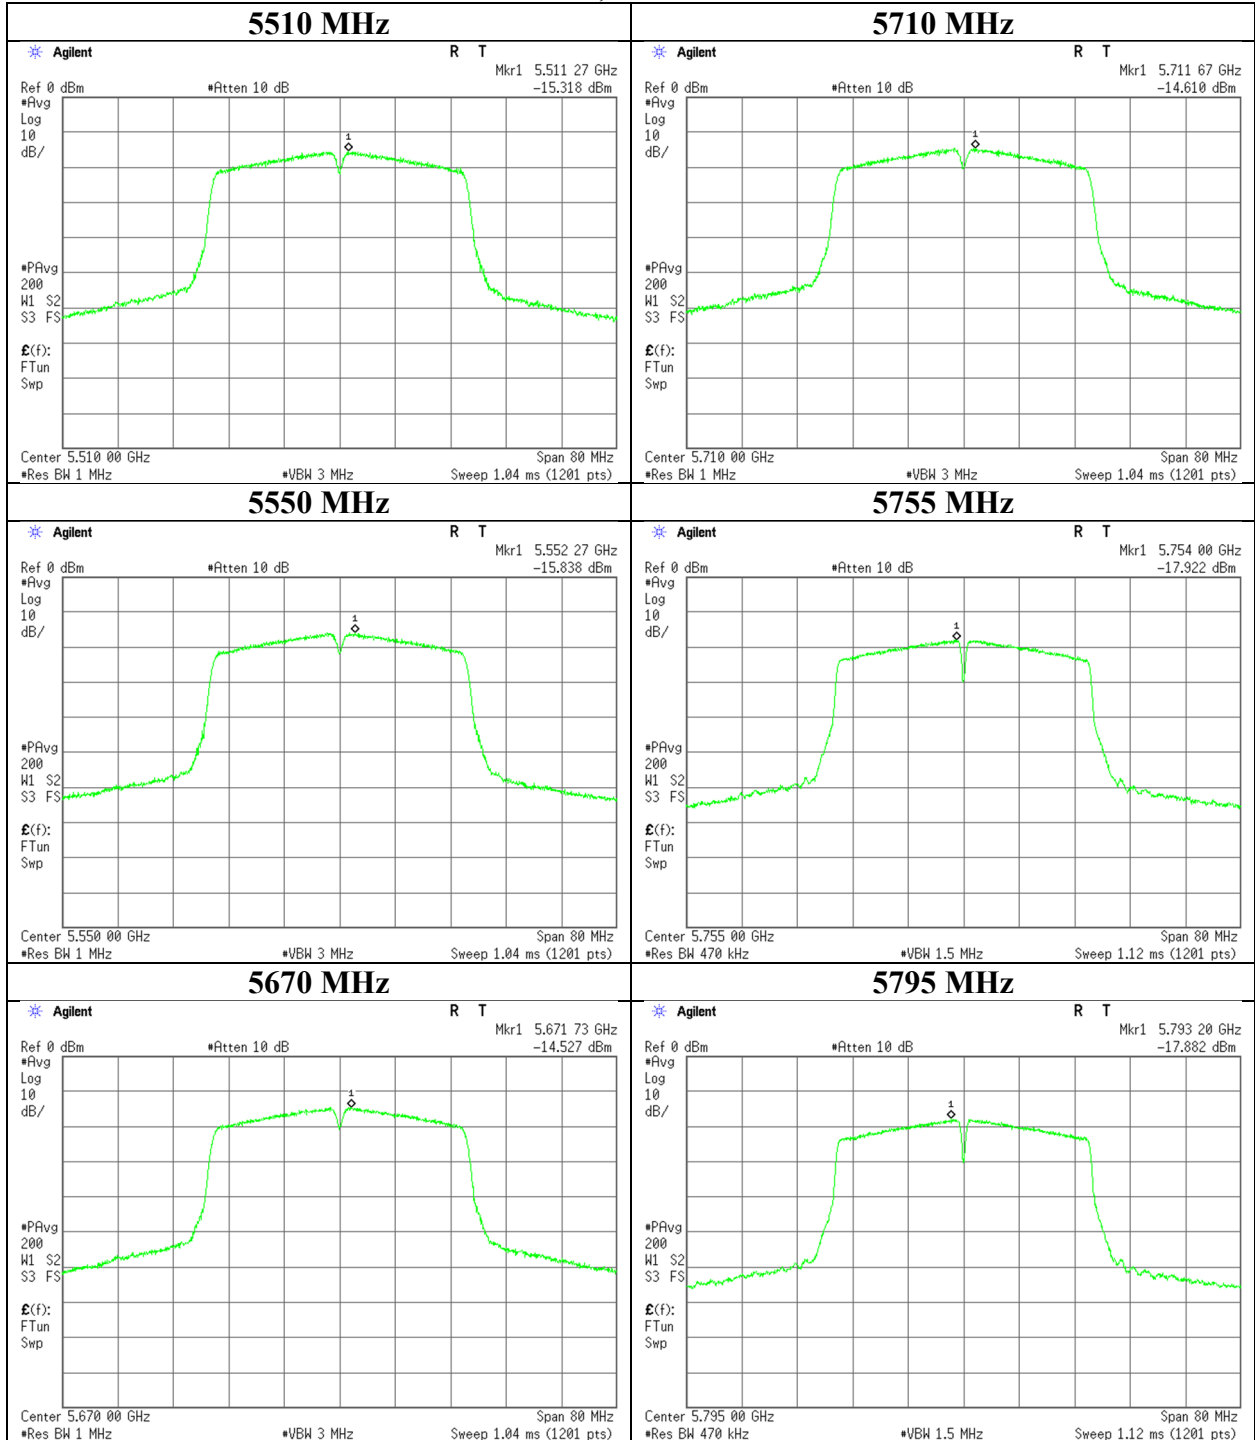 5510 MHz
Agilent
R T
Mkr1 5.511 27 GHz
Ref 0 dBm #Atten 10 dB -15.318 dBm
#Avg
Log
10
dB/
1
#PAvg
200
W1 S2
S3 FS
£(f):
FTun
Swp
Center 5.510 00 GHz Span 80 MHz
#Res BW 1 MHz #VBW 3 MHz Sweep 1.04 ms (1201 pts)
5710 MHz
Agilent
R T
Mkr1 5.711 67 GHz
Ref 0 dBm #Atten 10 dB -14.610 dBm
#Avg
Log
10
dB/
1
#PAvg
200
W1 S2
S3 FS
£(f):
FTun
Swp
Center 5.710 00 GHz Span 80 MHz
#Res BW 1 MHz #VBW 3 MHz Sweep 1.04 ms (1201 pts)
5550 MHz
Agilent
R T
Mkr1 5.552 27 GHz
Ref 0 dBm #Atten 10 dB -15.838 dBm
#Avg
Log
10
dB/
1
#PAvg
200
W1 S2
S3 FS
£(f):
FTun
Swp
Center 5.550 00 GHz Span 80 MHz
#Res BW 1 MHz #VBW 3 MHz Sweep 1.04 ms (1201 pts)
5755 MHz
Agilent
R T
Mkr1 5.754 00 GHz
Ref 0 dBm #Atten 10 dB -17.922 dBm
#Avg
Log
10
dB/
1
#PAvg
200
W1 S2
S3 FS
£(f):
FTun
Swp
Center 5.755 00 GHz Span 80 MHz
#Res BW 470 kHz #VBW 1.5 MHz Sweep 1.12 ms (1201 pts)
5670 MHz
Agilent
R T
Mkr1 5.671 73 GHz
Ref 0 dBm #Atten 10 dB -14.527 dBm
#Avg
Log
10
dB/
1
#PAvg
200
W1 S2
S3 FS
£(f):
FTun
Swp
Center 5.670 00 GHz Span 80 MHz
#Res BW 1 MHz #VBW 3 MHz Sweep 1.04 ms (1201 pts)
5795 MHz
Agilent
R T
Mkr1 5.793 20 GHz
Ref 0 dBm #Atten 10 dB -17.882 dBm
#Avg
Log
10
dB/
1
#PAvg
200
W1 S2
S3 FS
£(f):
FTun
Swp
Center 5.795 00 GHz Span 80 MHz
#Res BW 470 kHz #VBW 1.5 MHz Sweep 1.12 ms (1201 pts)